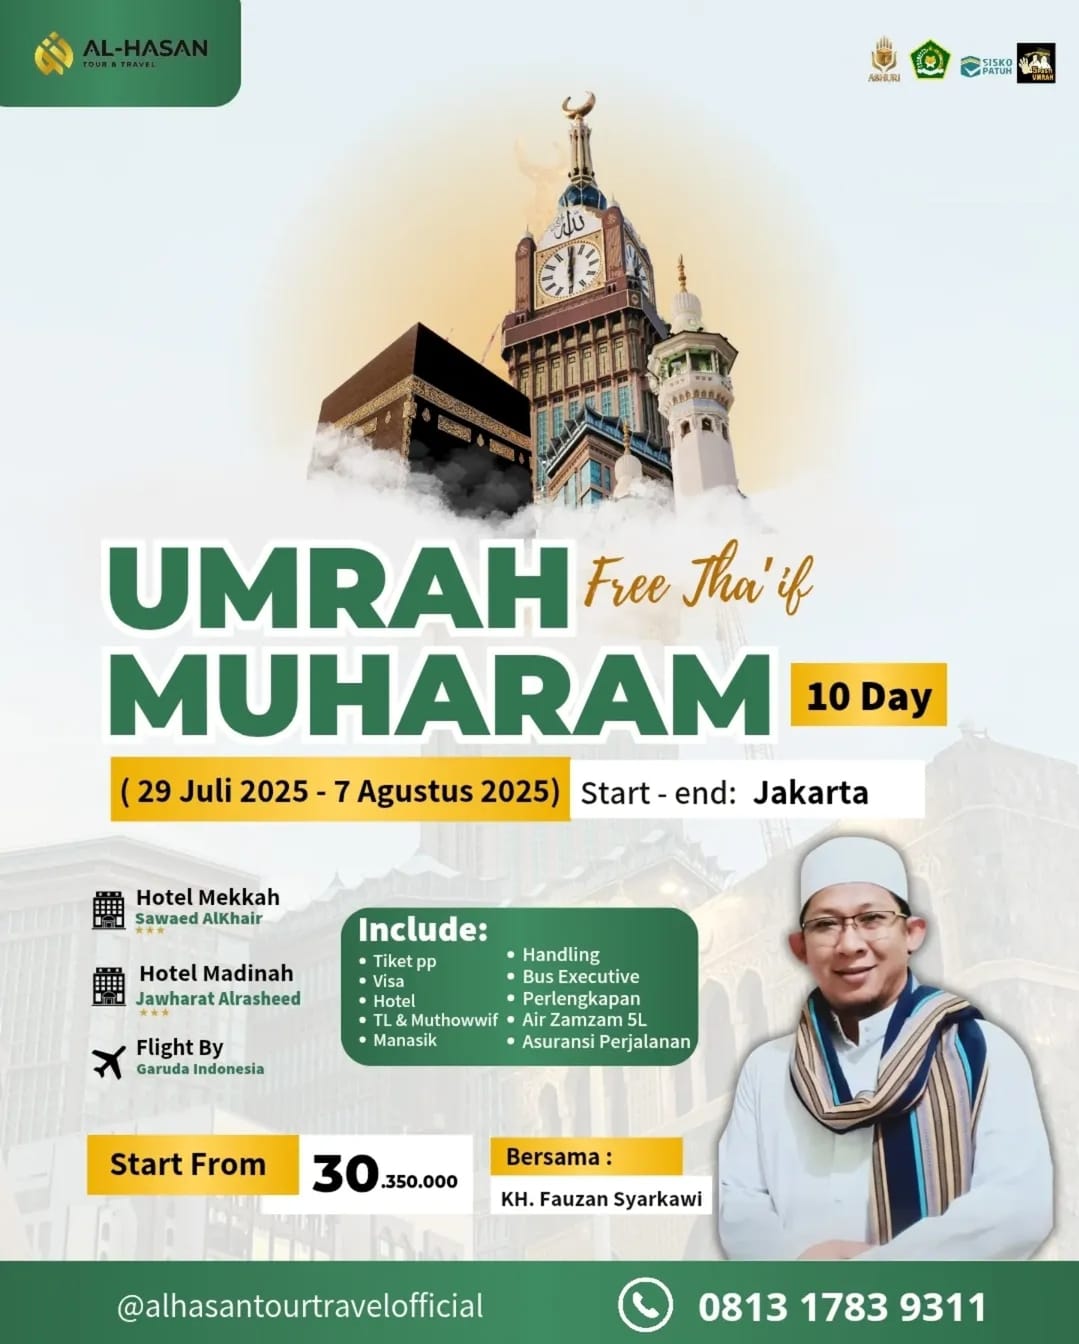 AL-HASAN
TOUR & TRAVEL
ASHURI
SISKO
PATUH
UMRAH
الله
UMRAH Free Tha'if
MUHARAM 10 Day
( 29 Juli 2025 - 7 Agustus 2025) Start - end: Jakarta
Hotel Mekkah
Sawaed AlKhair
Hotel Madinah
Jawharat Alrasheed
Flight By
Garuda Indonesia
Include:
• Tiket pp
• Visa
• Hotel
• TL & Muthowwif
• Manasik
• Handling
• Bus Executive
• Perlengkapan
• Air Zamzam 5L
• Asuransi Perjalanan
Start From 30.350.000
Bersama :
KH. Fauzan Syarkawi
@alhasantourtravelofficial 0813 1783 9311